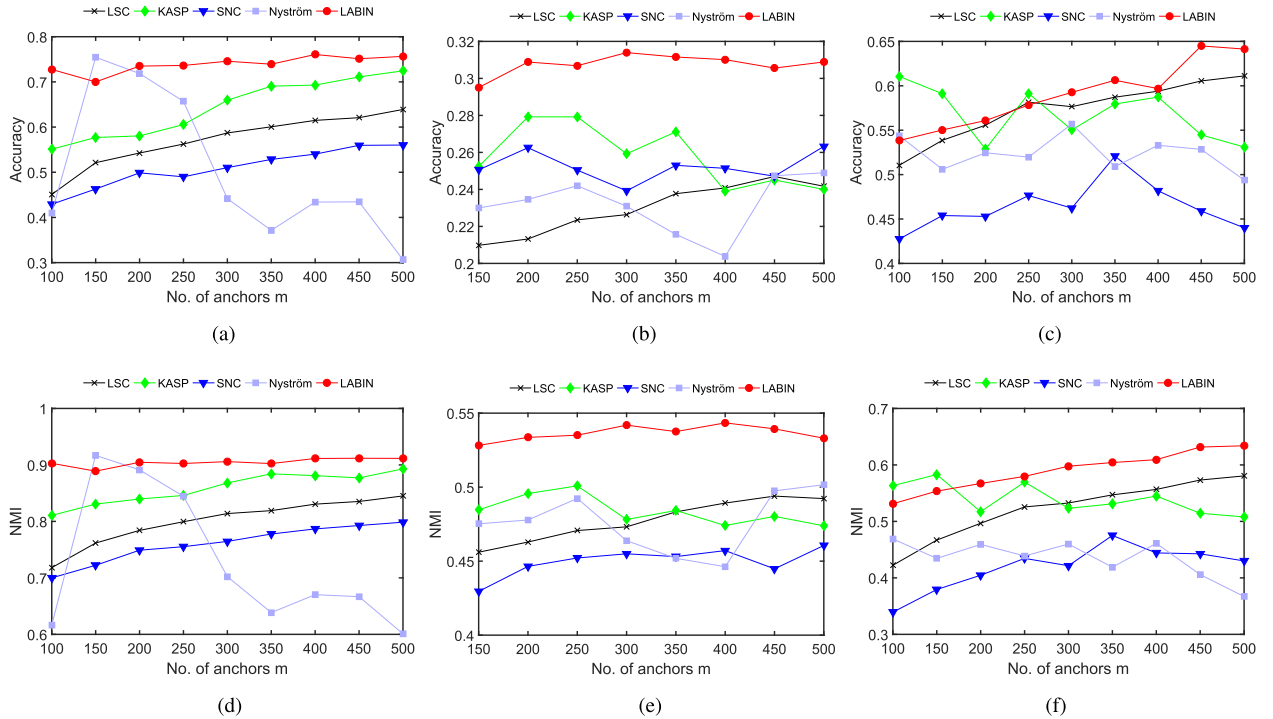 LSC KASP SNC Nyström LABIN
0.8
0.7
0.6
0.5
0.4
0.3
Accuracy
100 150 200 250 300 350 400 450 500
No. of anchors m
(a)
LSC KASP SNC Nyström LABIN
0.32
0.3
0.28
0.26
0.24
0.22
0.2
Accuracy
150 200 250 300 350 400 450 500
No. of anchors m
(b)
LSC KASP SNC Nyström LABIN
0.65
0.6
0.55
0.5
0.45
0.4
Accuracy
100 150 200 250 300 350 400 450 500
No. of anchors m
(c)
LSC KASP SNC Nyström LABIN
1
0.9
0.8
0.7
0.6
NMI
100 150 200 250 300 350 400 450 500
No. of anchors m
(d)
LSC KASP SNC Nyström LABIN
0.55
0.5
0.45
0.4
NMI
150 200 250 300 350 400 450 500
No. of anchors m
(e)
LSC KASP SNC Nyström LABIN
0.7
0.6
0.5
0.4
0.3
NMI
100 150 200 250 300 350 400 450 500
No. of anchors m
(f)